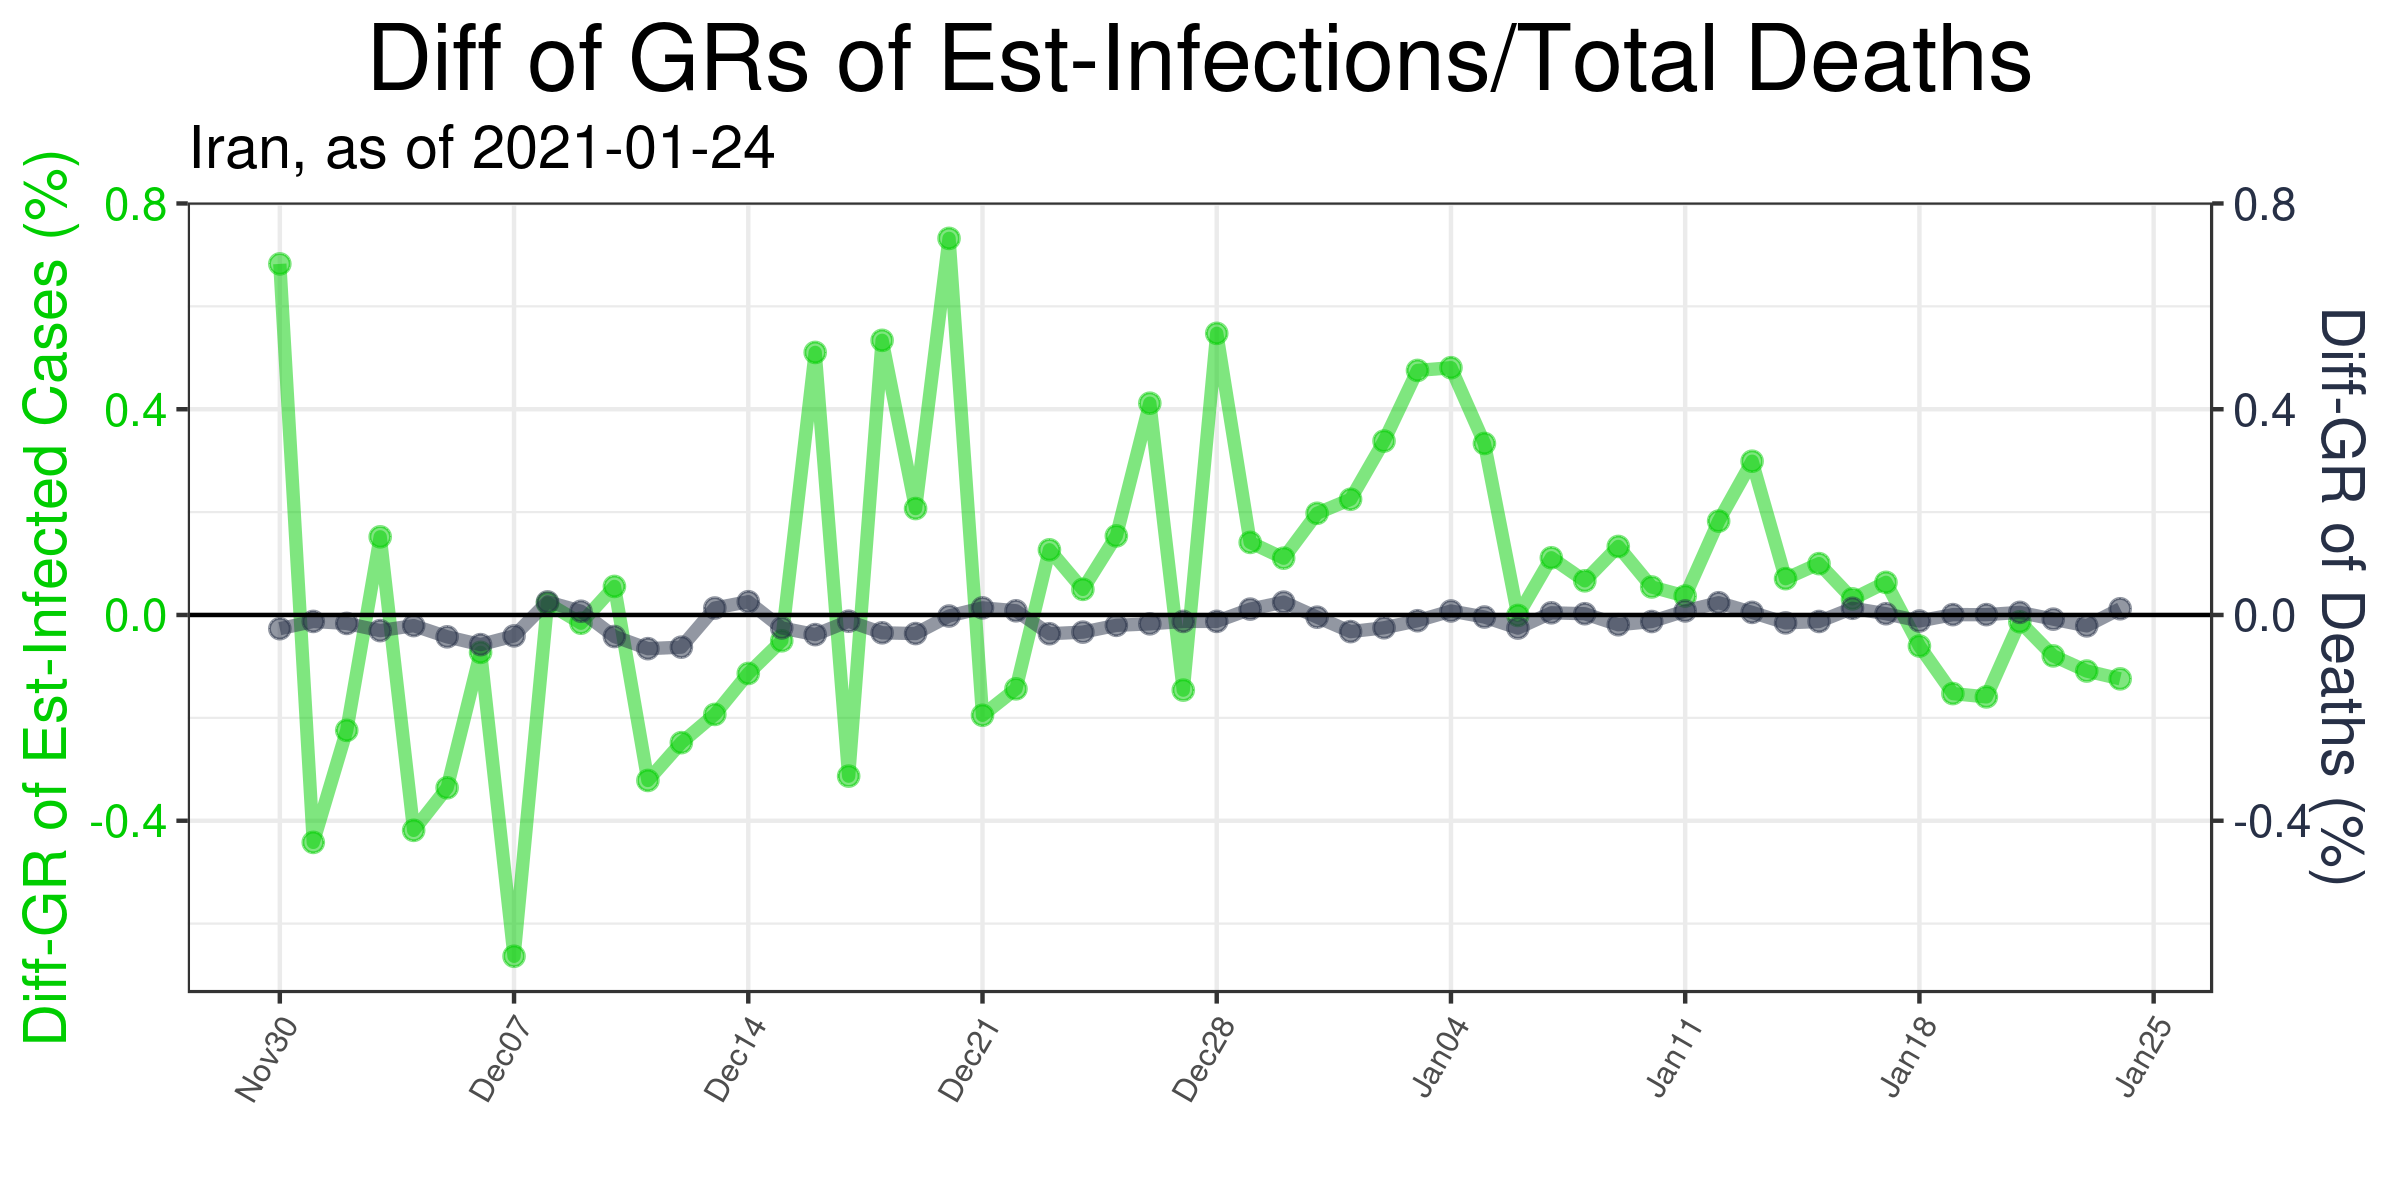 Diff of GRs of Est-Infections/Total Deaths
Iran, as of 2021-01-24
Diff-GR of Est-Infected Cases (%)
0.8
0.4
0.0
-0.4
0.8
0.4
0.0
-0.4
Diff-GR of Deaths (%)
Nov30
Dec07
Dec14
Dec21
Dec28
Jan04
Jan11
Jan18
Jan25